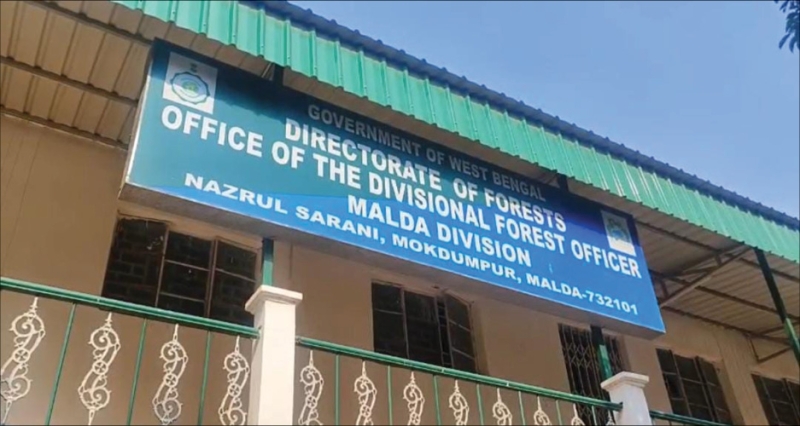 GOVERNMENT OF WEST BENGAL
DIRECTORATE OF FORESTS
OFFICE OF THE DIVISIONAL FOREST OFFICER
MALDA DIVISION
NAZRUL SARANI, MOKDUMPUR, MALDA-732101